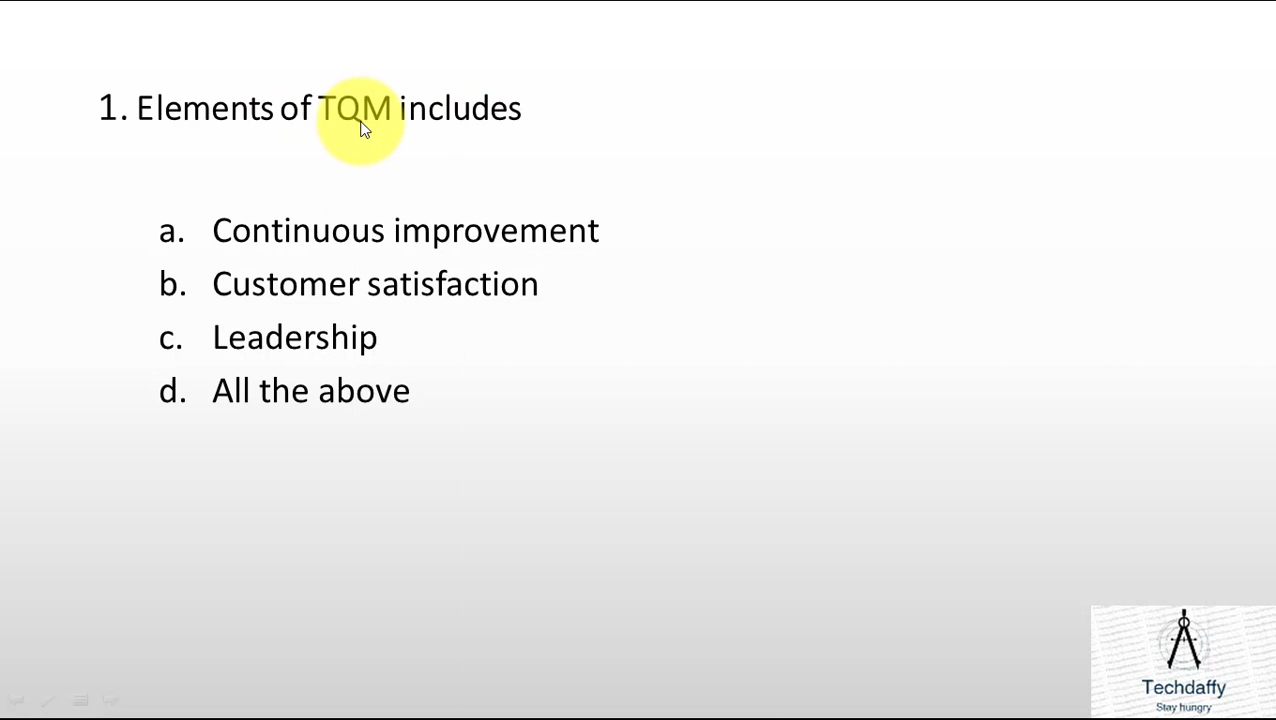 1. Elements of TQM includes
a. Continuous improvement
b. Customer satisfaction
c. Leadership
d. All the above
Techdaffy
Stay hungry